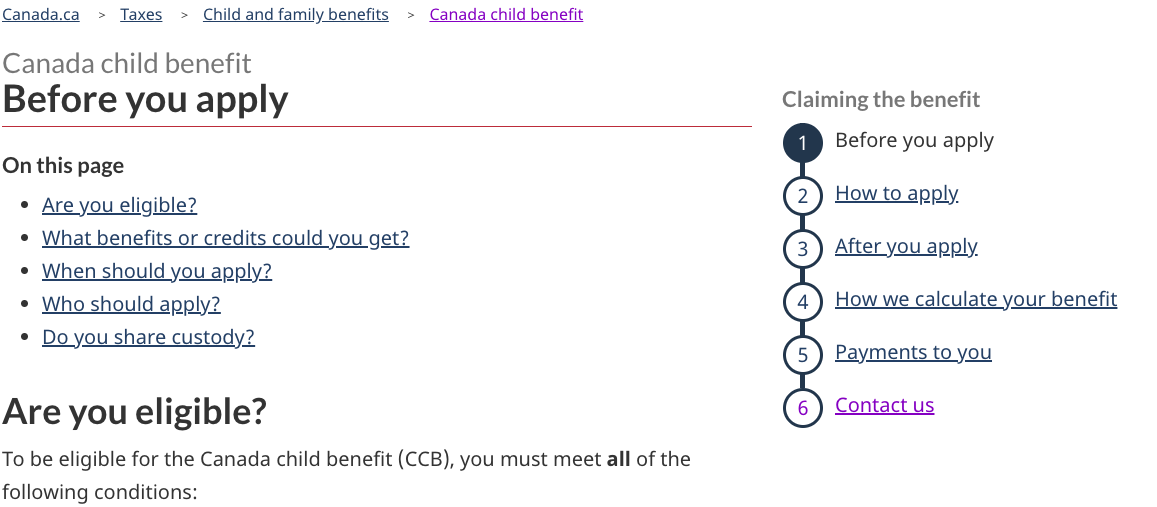 Canada.ca > Taxes > Child and family benefits > Canada child benefit
Canada child benefit
Before you apply
On this page
• Are you eligible?
• What benefits or credits could you get?
• When should you apply?
• Who should apply?
• Do you share custody?
Are you eligible?
To be eligible for the Canada child benefit (CCB), you must meet all of the
following conditions:
Claiming the benefit
1 Before you apply
2 How to apply
3 After you apply
4 How we calculate your benefit
5 Payments to you
6 Contact us